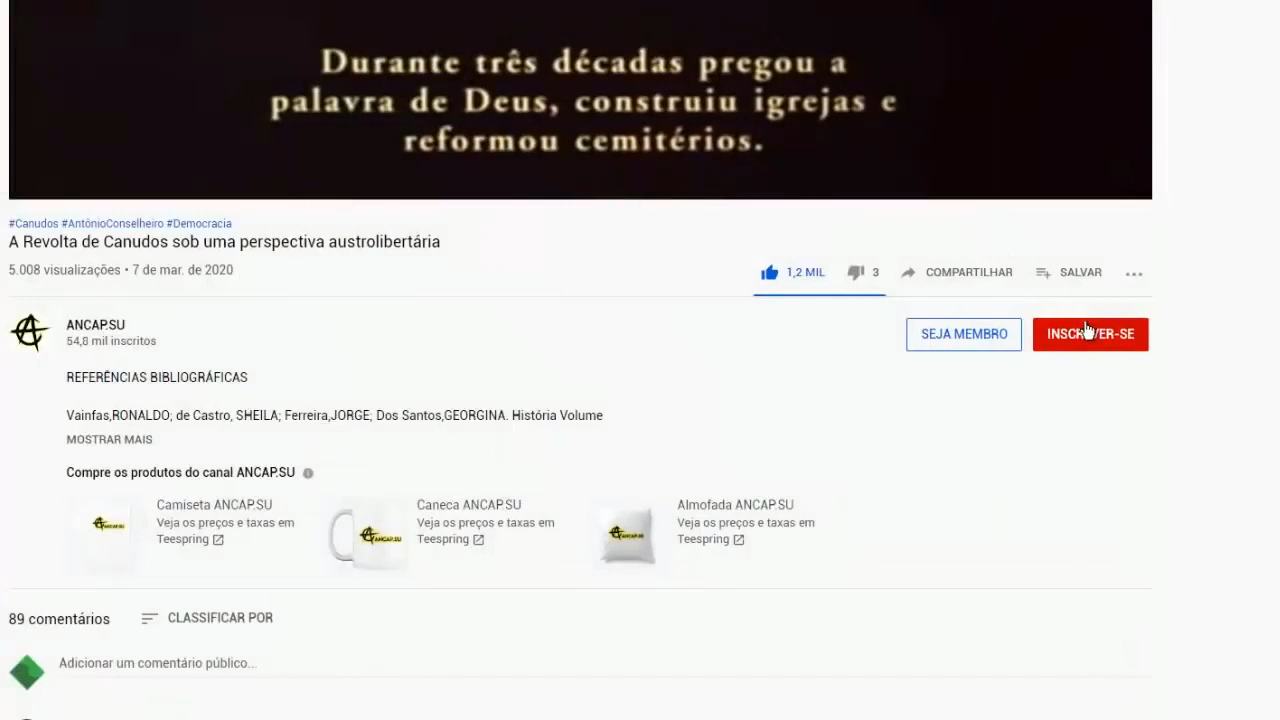 Durante três décadas pregou a
palavra de Deus, construiu igrejas e
reformou cemitérios.
#Canudos #AntônioConselheiro #Democracia
A Revolta de Canudos sob uma perspectiva austrolibertária
5.008 visualizações • 7 de mar. de 2020
1,2 MIL 3 COMPARTILHAR SALVAR
ANCAP.SU
54,8 mil inscritos
SEJA MEMBRO INSCREVER-SE
REFERÊNCIAS BIBLIOGRÁFICAS
Vainfas,RONALDO; de Castro, SHEILA; Ferreira,JORGE; Dos Santos,GEORGINA. História Volume
MOSTRAR MAIS
Compre os produtos do canal ANCAP.SU
Camiseta ANCAP.SU
Veja os preços e taxas em
Teespring
ANCAP.SU
Caneca ANCAP.SU
Veja os preços e taxas em
Teespring
Almofada ANCAP.SU
Veja os preços e taxas em
Teespring
89 comentários CLASSIFICAR POR
Adicionar um comentário público...